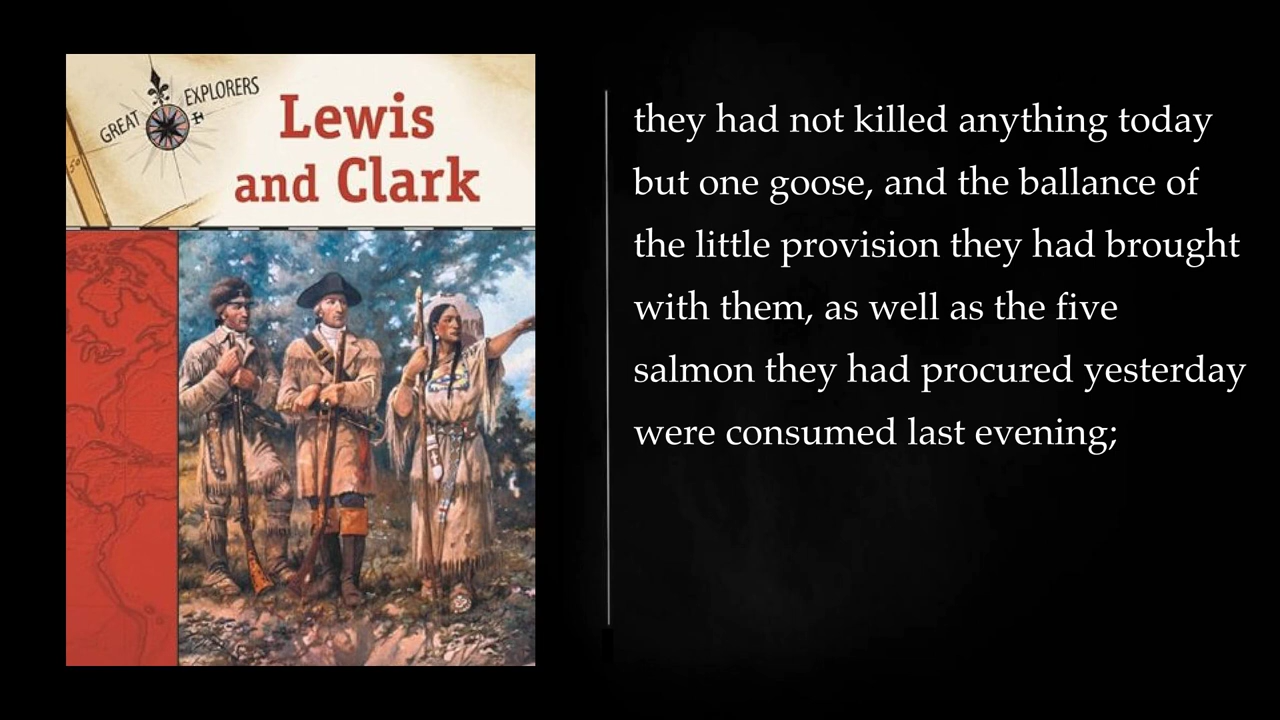 GREAT EXPLORERS
Lewis
and Clark
they had not killed anything today
but one goose, and the ballance of
the little provision they had brought
with them, as well as the five
salmon they had procured yesterday
were consumed last evening;